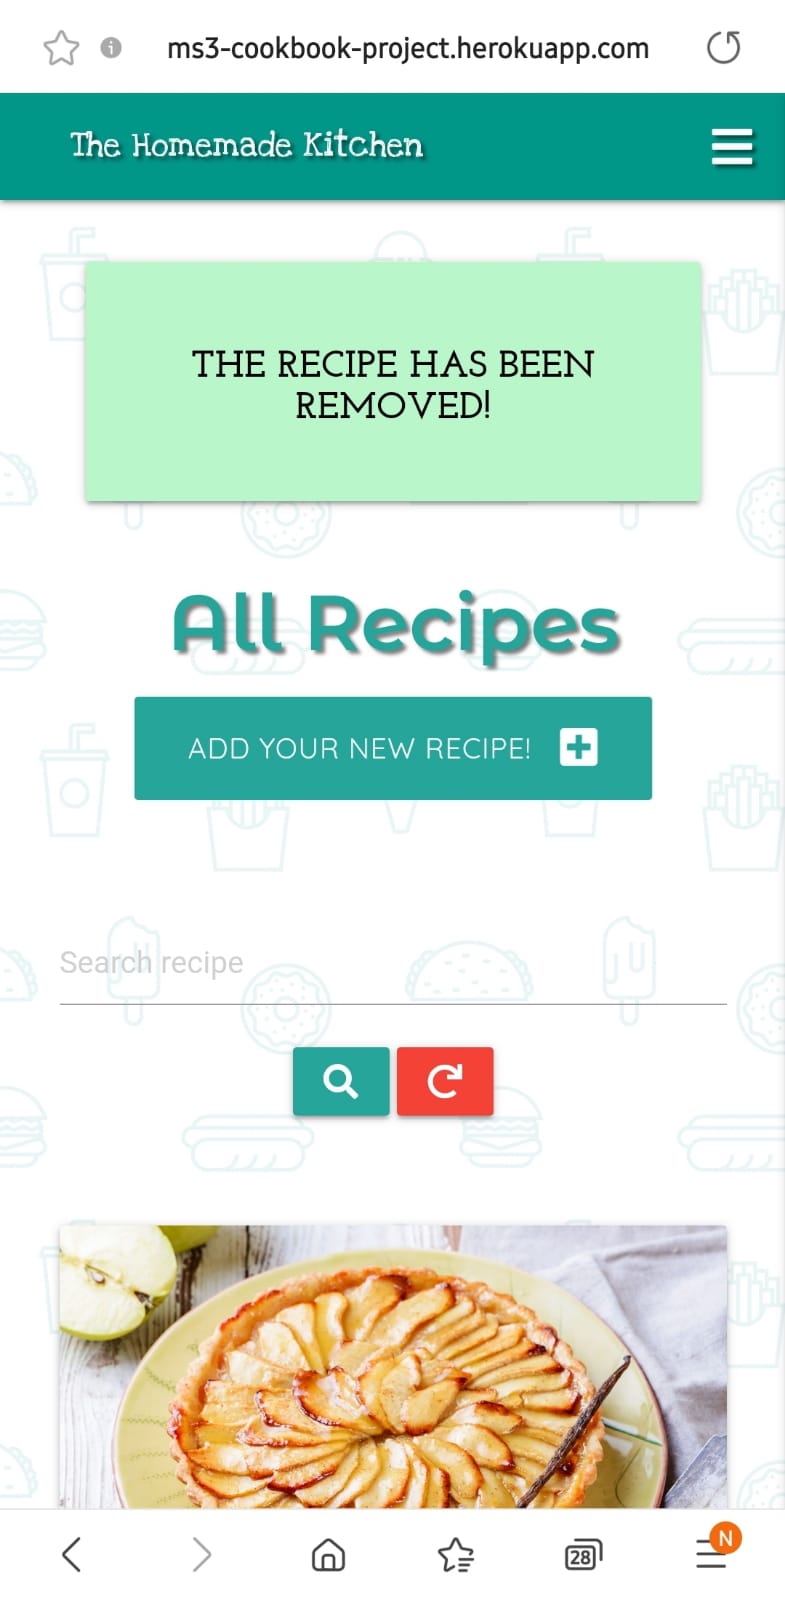 ms3-cookbook-project.herokuapp.com
The Homemade Kitchen
THE RECIPE HAS BEEN
REMOVED!
All Recipes
ADD YOUR NEW RECIPE!
Search recipe
28
N